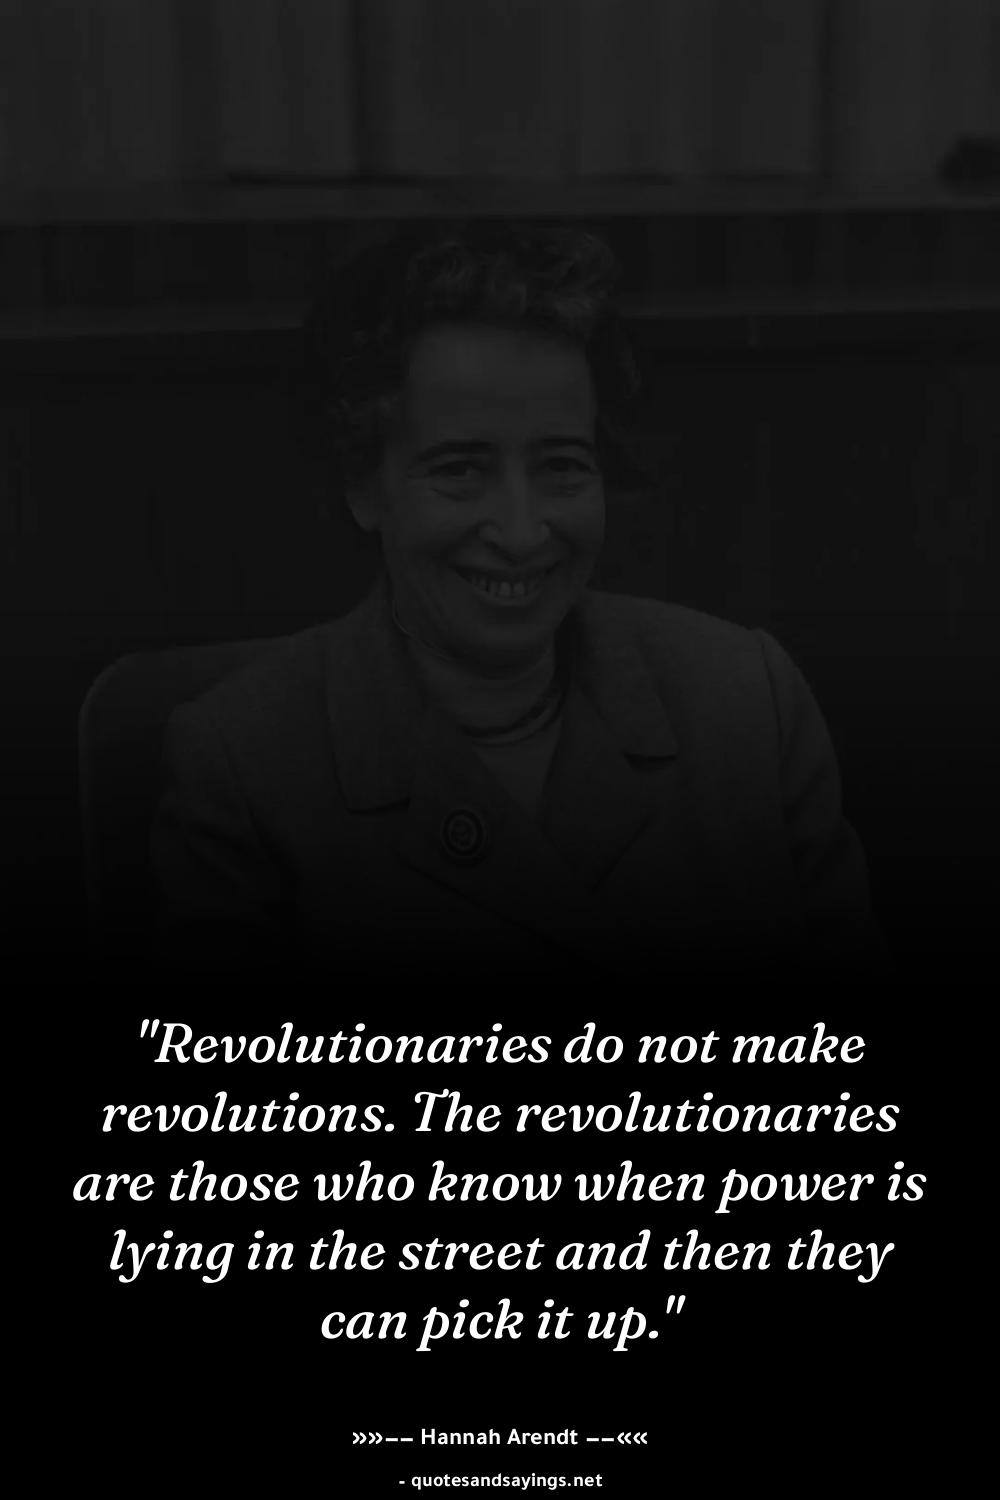 "Revolutionaries do not make
revolutions. The revolutionaries
are those who know when power is
lying in the street and then they
can pick it up."
»»−− Hannah Arendt −−««
- quotesandsayings.net